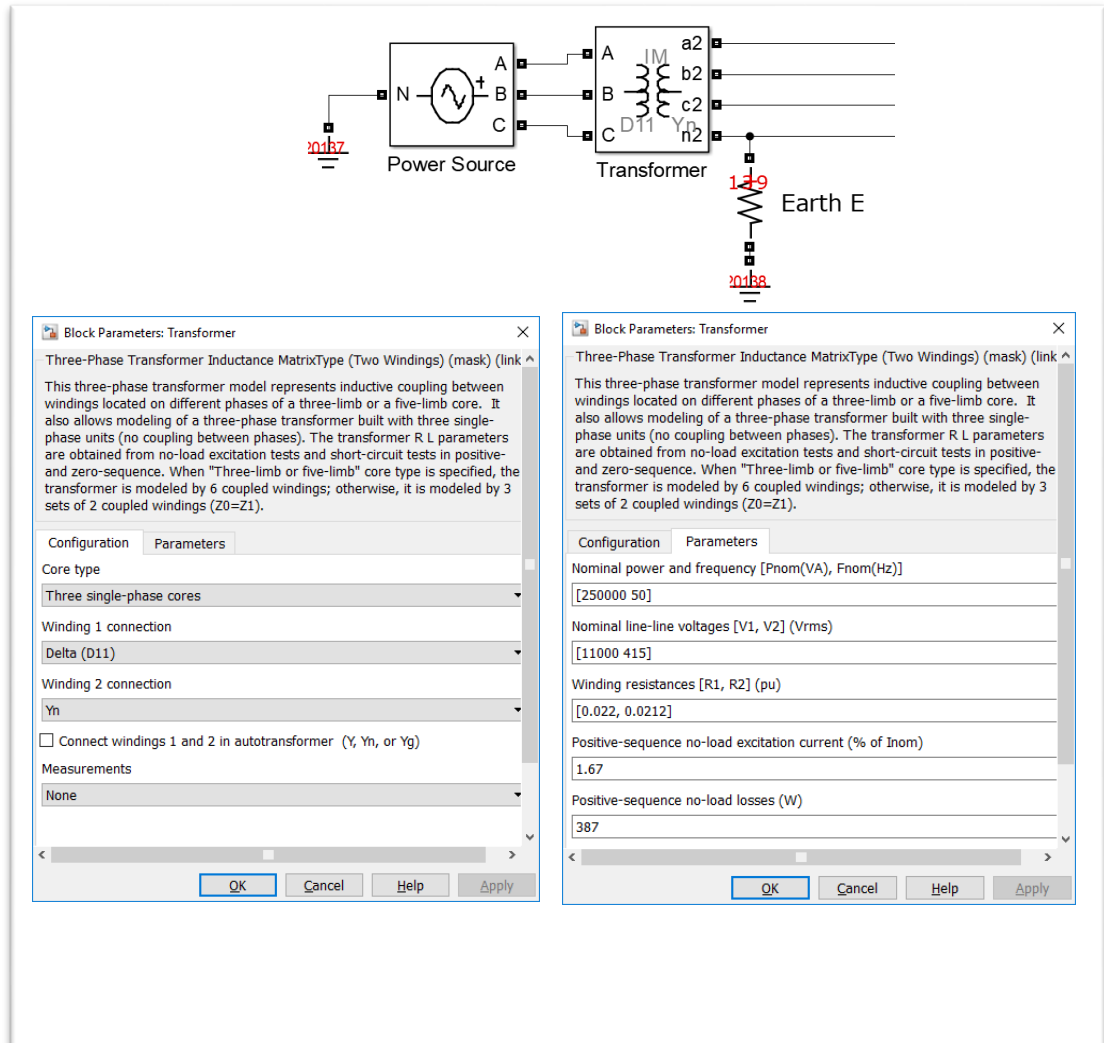 A
B
C
N
Power Source
A
B
C
IM
D11
Yn
a2
b2
c2
n2
Transformer
20137
Earth E
20138
Block Parameters: Transformer
Three-Phase Transformer Inductance MatrixType (Two Windings) (mask) (link
This three-phase transformer model represents inductive coupling between
windings located on different phases of a three-limb or a five-limb core. It
also allows modeling of a three-phase transformer built with three single-
phase units (no coupling between phases). The transformer R L parameters
are obtained from no-load excitation tests and short-circuit tests in positive-
and zero-sequence. When "Three-limb or five-limb" core type is specified, the
transformer is modeled by 6 coupled windings; otherwise, it is modeled by 3
sets of 2 coupled windings (Z0=Z1).
Configuration Parameters
Core type
Three single-phase cores
Winding 1 connection
Delta (D11)
Winding 2 connection
Yn
Connect windings 1 and 2 in autotransformer (Y, Yn, or Yg)
Measurements
None
OK Cancel Help Apply
Block Parameters: Transformer
Three-Phase Transformer Inductance MatrixType (Two Windings) (mask) (link
This three-phase transformer model represents inductive coupling between
windings located on different phases of a three-limb or a five-limb core. It
also allows modeling of a three-phase transformer built with three single-
phase units (no coupling between phases). The transformer R L parameters
are obtained from no-load excitation tests and short-circuit tests in positive-
and zero-sequence. When "Three-limb or five-limb" core type is specified, the
transformer is modeled by 6 coupled windings; otherwise, it is modeled by 3
sets of 2 coupled windings (Z0=Z1).
Configuration Parameters
Nominal power and frequency [Pnom(VA), Fnom(Hz)]
[250000 50]
Nominal line-line voltages [V1, V2] (Vrms)
[11000 415]
Winding resistances [R1, R2] (pu)
[0.022, 0.0212]
Positive-sequence no-load excitation current (% of Inom)
1.67
Positive-sequence no-load losses (W)
387
OK Cancel Help Apply